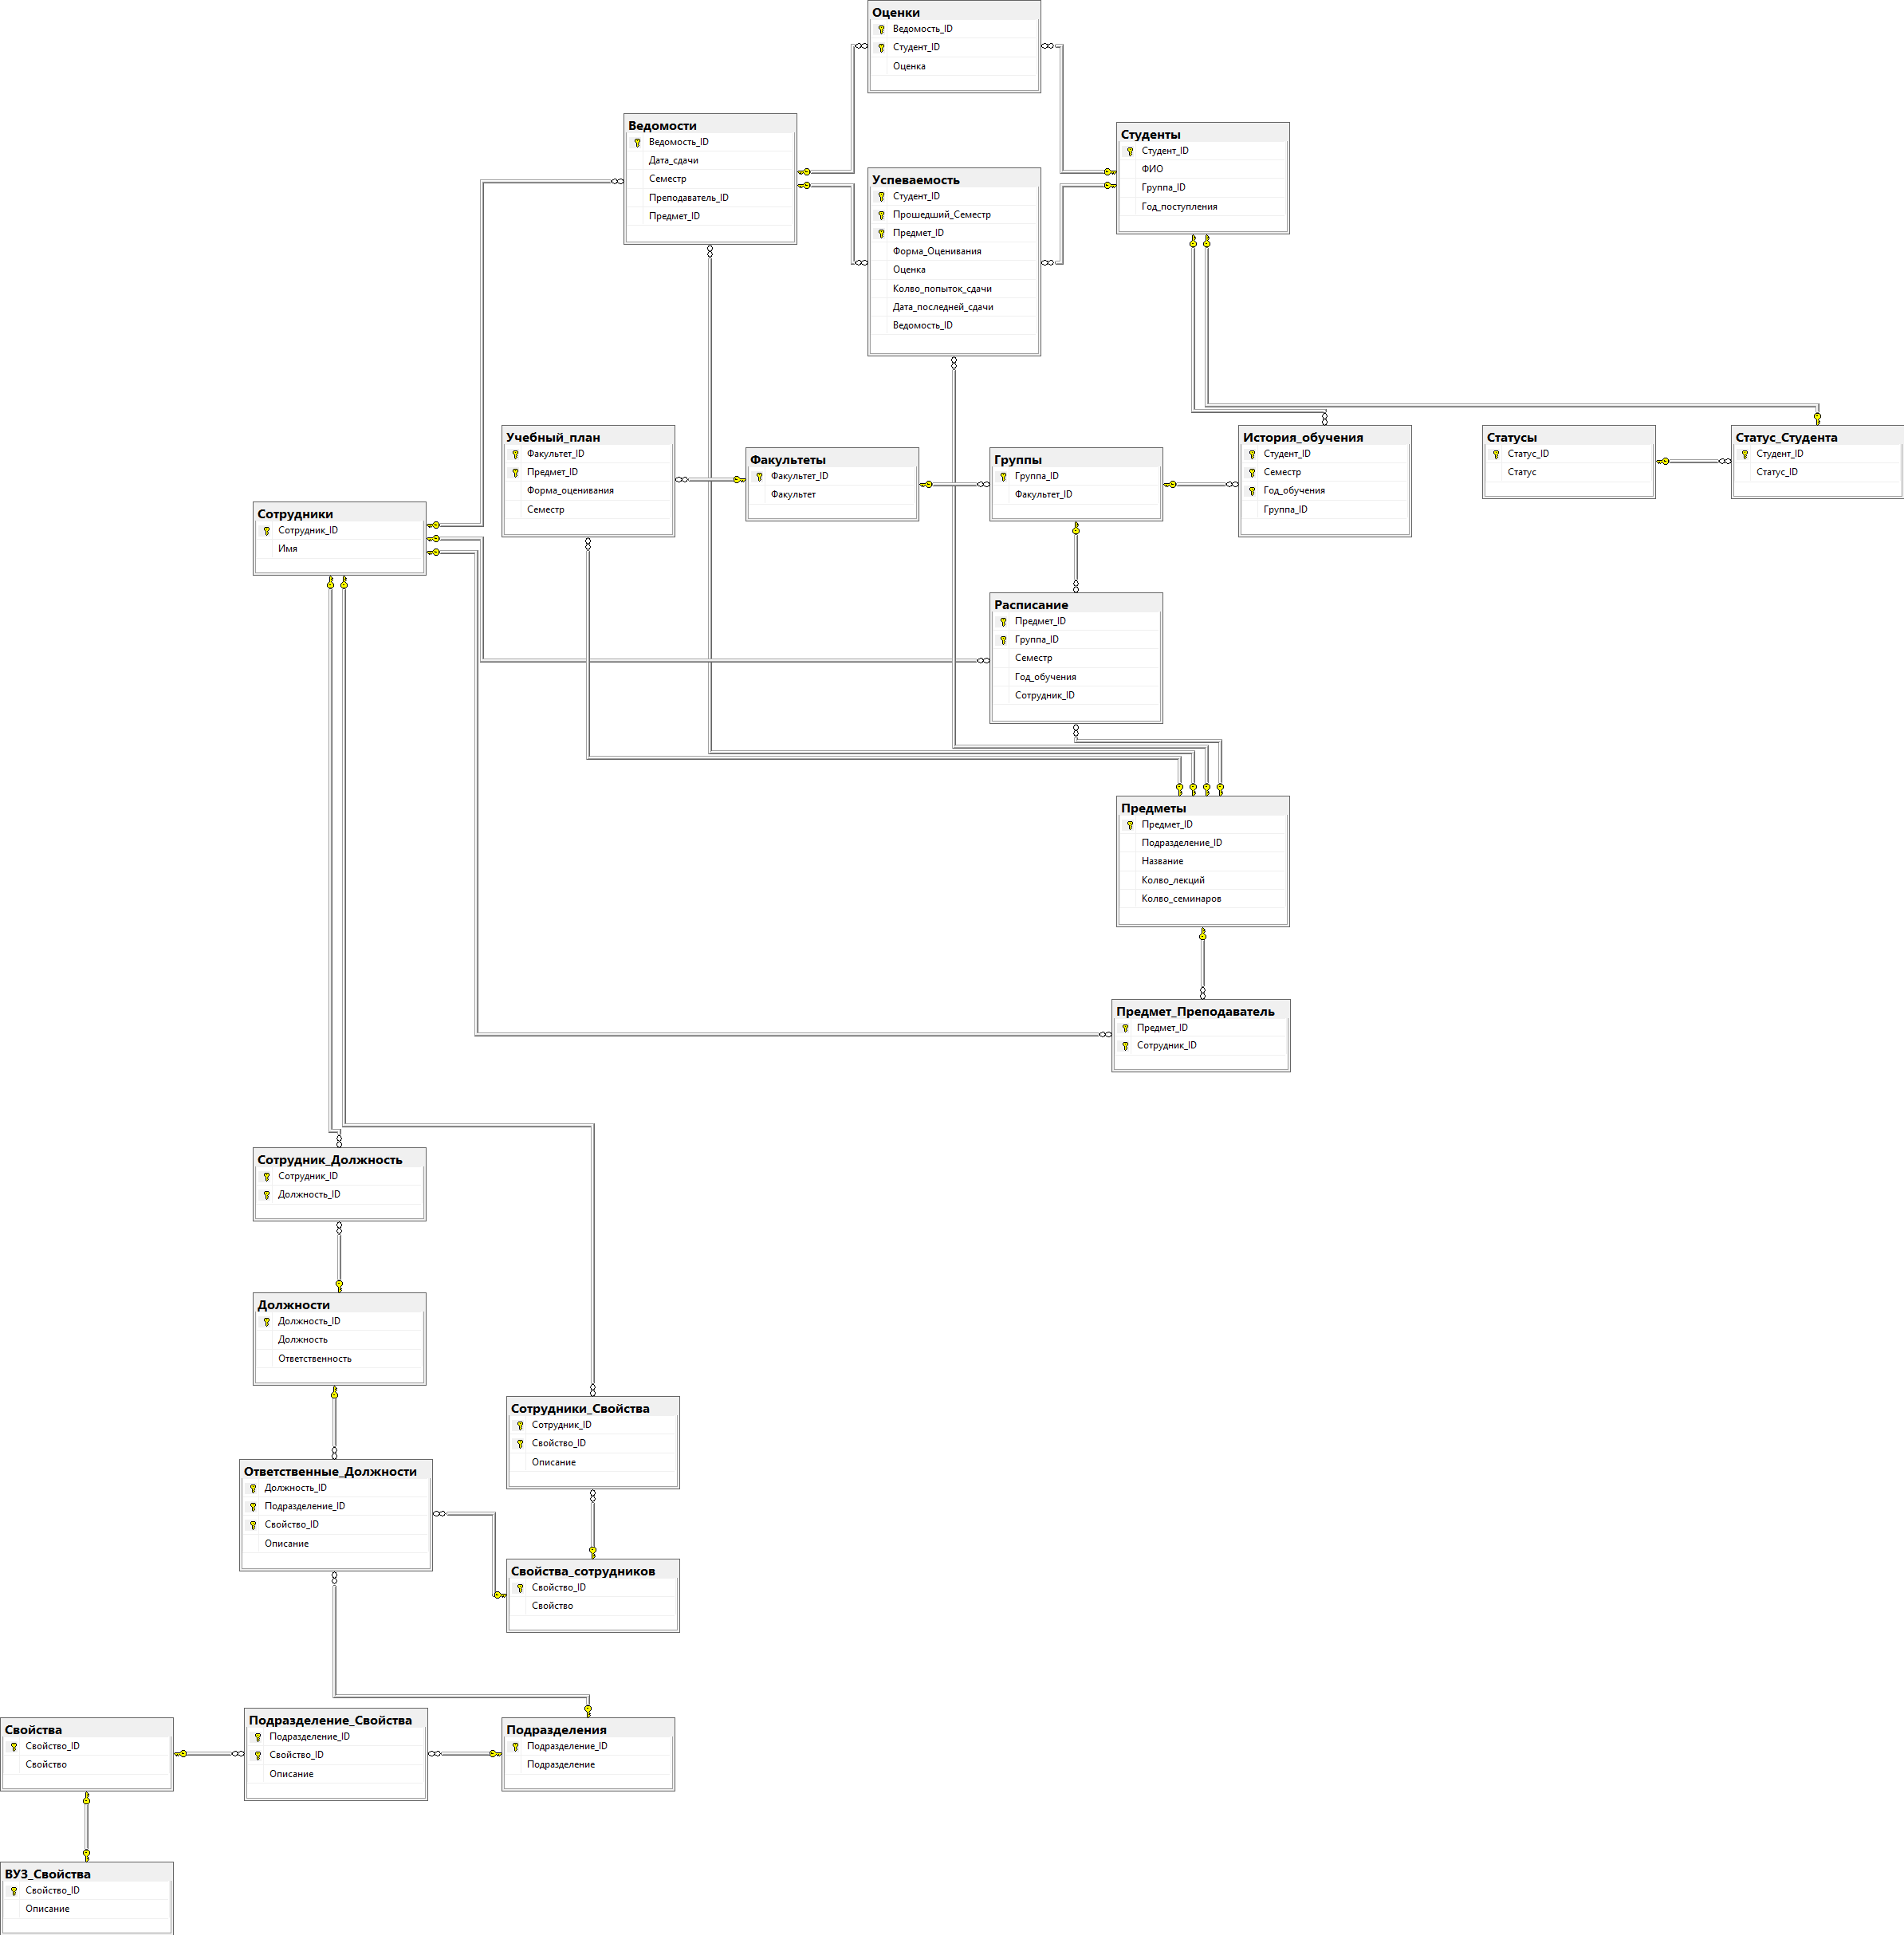 Оценки
Ведомость_ID
Студент_ID
Оценка
Ведомости
Ведомость_ID
Дата_сдачи
Семестр
Преподаватель_ID
Предмет_ID
Студенты
Студент_ID
ФИО
Группа_ID
Год_поступления
Успеваемость
Студент_ID
Прошедший_Семестр
Предмет_ID
Форма_Оценивания
Оценка
Колво_попыток_сдачи
Дата_последней_сдачи
Ведомость_ID
Учебный_план
Факультет_ID
Предмет_ID
Форма_оценивания
Семестр
Факультеты
Факультет_ID
Факультет
Группы
Группа_ID
Факультет_ID
История_обучения
Студент_ID
Семестр
Год_обучения
Группа_ID
Статусы
Статус_ID
Статус
Статус_Студента
Студент_ID
Статус_ID
Сотрудники
Сотрудник_ID
Имя
Расписание
Предмет_ID
Группа_ID
Семестр
Год_обучения
Сотрудник_ID
Предметы
Предмет_ID
Подразделение_ID
Название
Колво_лекций
Колво_семинаров
Предмет_Преподаватель
Предмет_ID
Сотрудник_ID
Сотрудник_Должность
Сотрудник_ID
Должность_ID
Должности
Должность_ID
Должность
Ответственность
Сотрудники_Свойства
Сотрудник_ID
Свойство_ID
Описание
Ответственные_Должности
Должность_ID
Подразделение_ID
Свойство_ID
Описание
Свойства_сотрудников
Свойство_ID
Свойство
Свойства
Свойство_ID
Свойство
Подразделение_Свойства
Подразделение_ID
Свойство_ID
Описание
Подразделения
Подразделение_ID
Подразделение
ВУЗ_Свойства
Свойство_ID
Описание